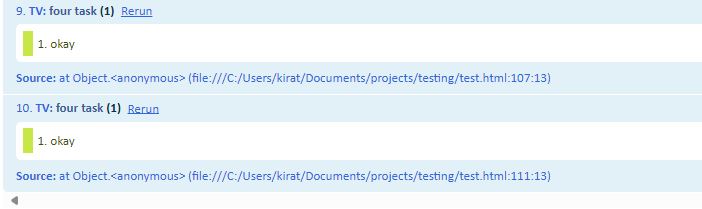 9. TV: four task (1) Rerun
1. okay
Source: at Object.<anonymous> (file:///C:/Users/kirat/Documents/projects/testing/test.html:107:13)
10. TV: four task (1) Rerun
1. okay
Source: at Object.<anonymous> (file:///C:/Users/kirat/Documents/projects/testing/test.html:111:13)